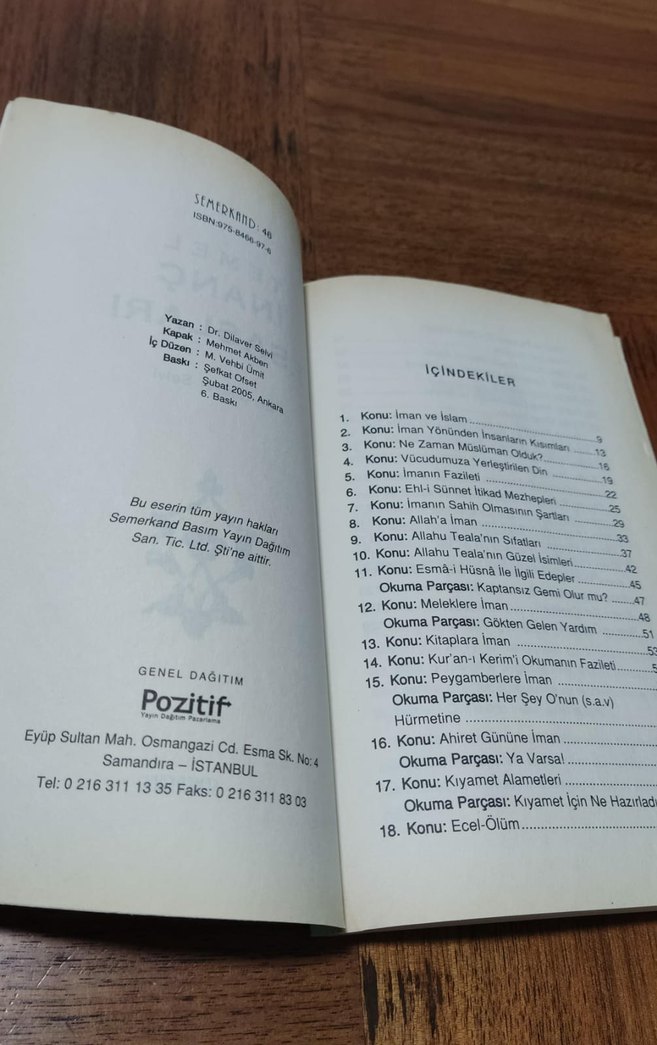 SEMERKAND: 46
ISBN:975-8466-97-6
Yazan : Dr. Dilaver Selvi
Kapak : Mehmet Akben
İç Düzen : M. Vehbi Ümit
Baskı : Şefkat Ofset
Şubat 2005, Ankara
6. Baskı
Bu eserin tüm yayın hakları
Semerkand Basım Yayın Dağıtım
San. Tic. Ltd. Şti'ne aittir.
GENEL DAĞITIM
Pozitif
Yayın Dağıtım Pazarlama
Eyüp Sultan Mah. Osmangazi Cd. Esma Sk. No: 4
Samandıra – İSTANBUL
Tel: 0 216 311 13 35 Faks: 0 216 311 83 03
İÇİNDEKİLER
1. Konu: İman ve İslam ........ 9
2. Konu: İman Yönünden İnsanların Kısımları ........ 13
3. Konu: Ne Zaman Müslüman Olduk? ........ 16
4. Konu: Vücudumuza Yerleştirilen Din ........ 19
5. Konu: İmanın Fazileti ........ 22
6. Konu: Ehl-i Sünnet İtikad Mezhepleri ........ 25
7. Konu: İmanın Sahih Olmasının Şartları ........ 29
8. Konu: Allah'a İman ........ 33
9. Konu: Allahu Teala'nın Sıfatları ........ 37
10. Konu: Allahu Teala'nın Güzel İsimleri ........ 42
11. Konu: Esmâ-i Hüsnâ İle İlgili Edepler ........ 45
Okuma Parçası: Kaptansız Gemi Olur mu? ........ 47
12. Konu: Meleklere İman ........ 48
Okuma Parçası: Gökten Gelen Yardım ........ 51
13. Konu: Kitaplara İman ........ 53
14. Konu: Kur'an-ı Kerim'i Okumanın Fazileti ........ 5
15. Konu: Peygamberlere İman ........
Okuma Parçası: Her Şey O'nun (s.a.v)
Hürmetine ........
16. Konu: Ahiret Gününe İman ........
Okuma Parçası: Ya Varsa! ........
17. Konu: Kıyamet Alametleri ........
Okuma Parçası: Kıyamet İçin Ne Hazırladı
18. Konu: Ecel-Ölüm ........